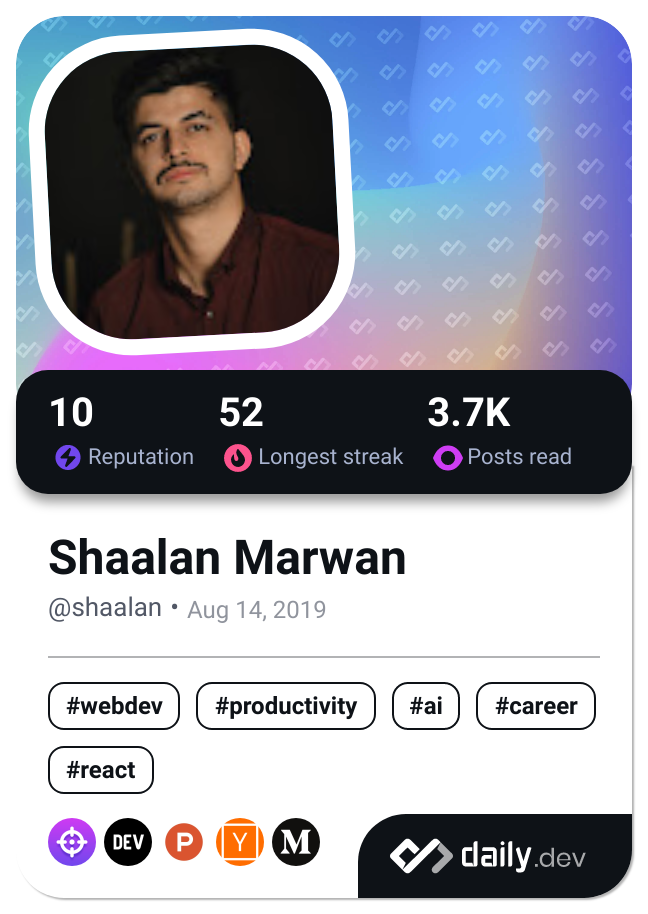 10 52 3.7K
Reputation Longest streak Posts read
Shaalan Marwan
@shaalan • Aug 14, 2019
#webdev #productivity #ai #career
#react
DEV P Y M
daily.dev